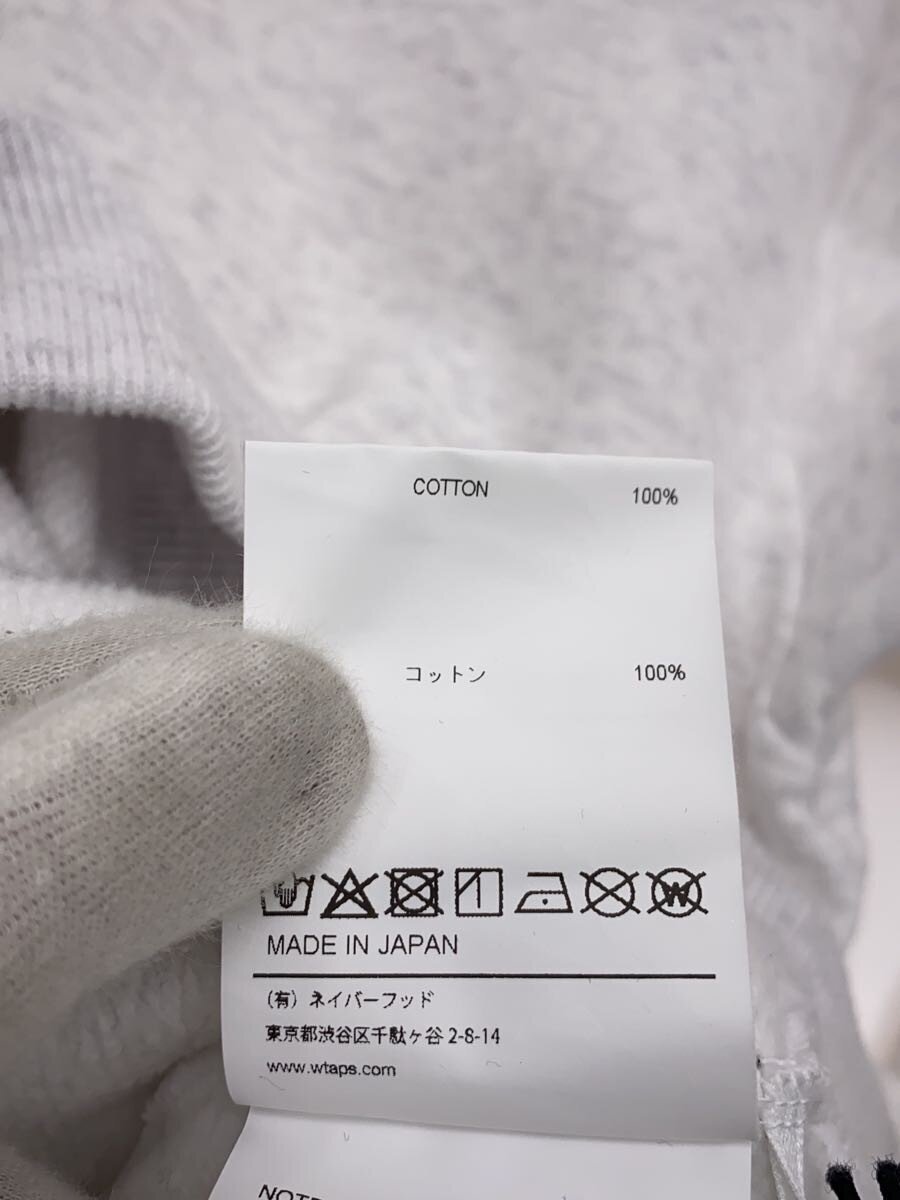 COTTON 100%
コットン 100%
MADE IN JAPAN
(有) ネイバーフッド
東京都渋谷区千駄ヶ谷 2-8-14
www.wtaps.com